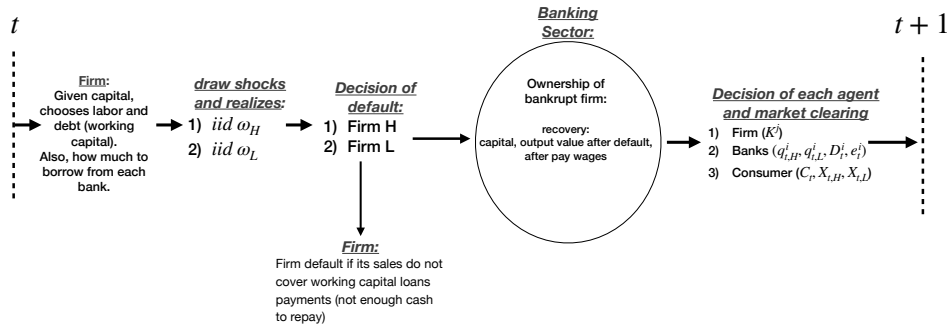 t
t + 1
Firm:
Given capital,
chooses labor and
debt (working
capital).
Also, how much to
borrow from each
bank.
draw shocks
and realizes:
1) iid ω_H
2) iid ω_L
Decision of
default:
1) Firm H
2) Firm L
Firm:
Firm default if its sales do not
cover working capital loans
payments (not enough cash
to repay)
Banking
Sector:
Ownership of
bankrupt firm:
recovery:
capital, output value after default,
after pay wages
Decision of each agent
and market clearing
1) Firm (K^j)
2) Banks (q^i_{t,H}, q^i_{t,L}, D^i_t, e^i_t)
3) Consumer (C_t, X_{t,H}, X_{t,L})